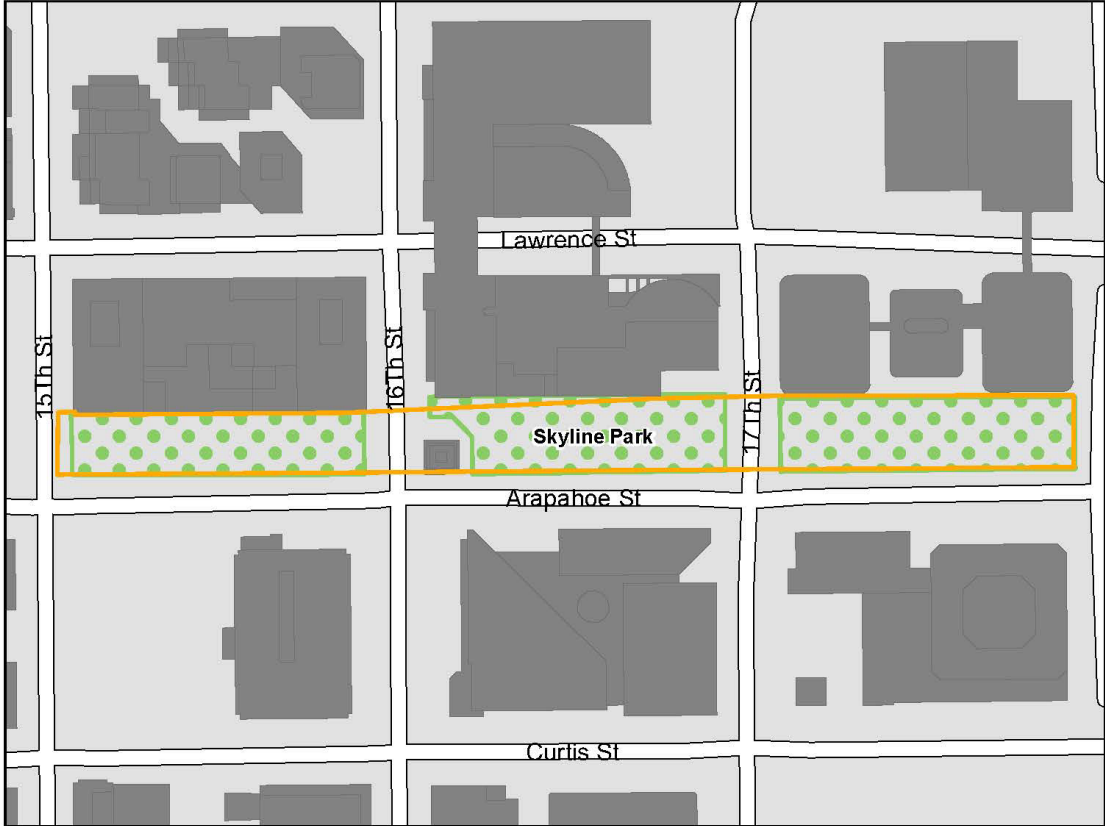 Lawrence St
15Th St
16Th St
17Th St
Skyline Park
Arapahoe St
Curtis St